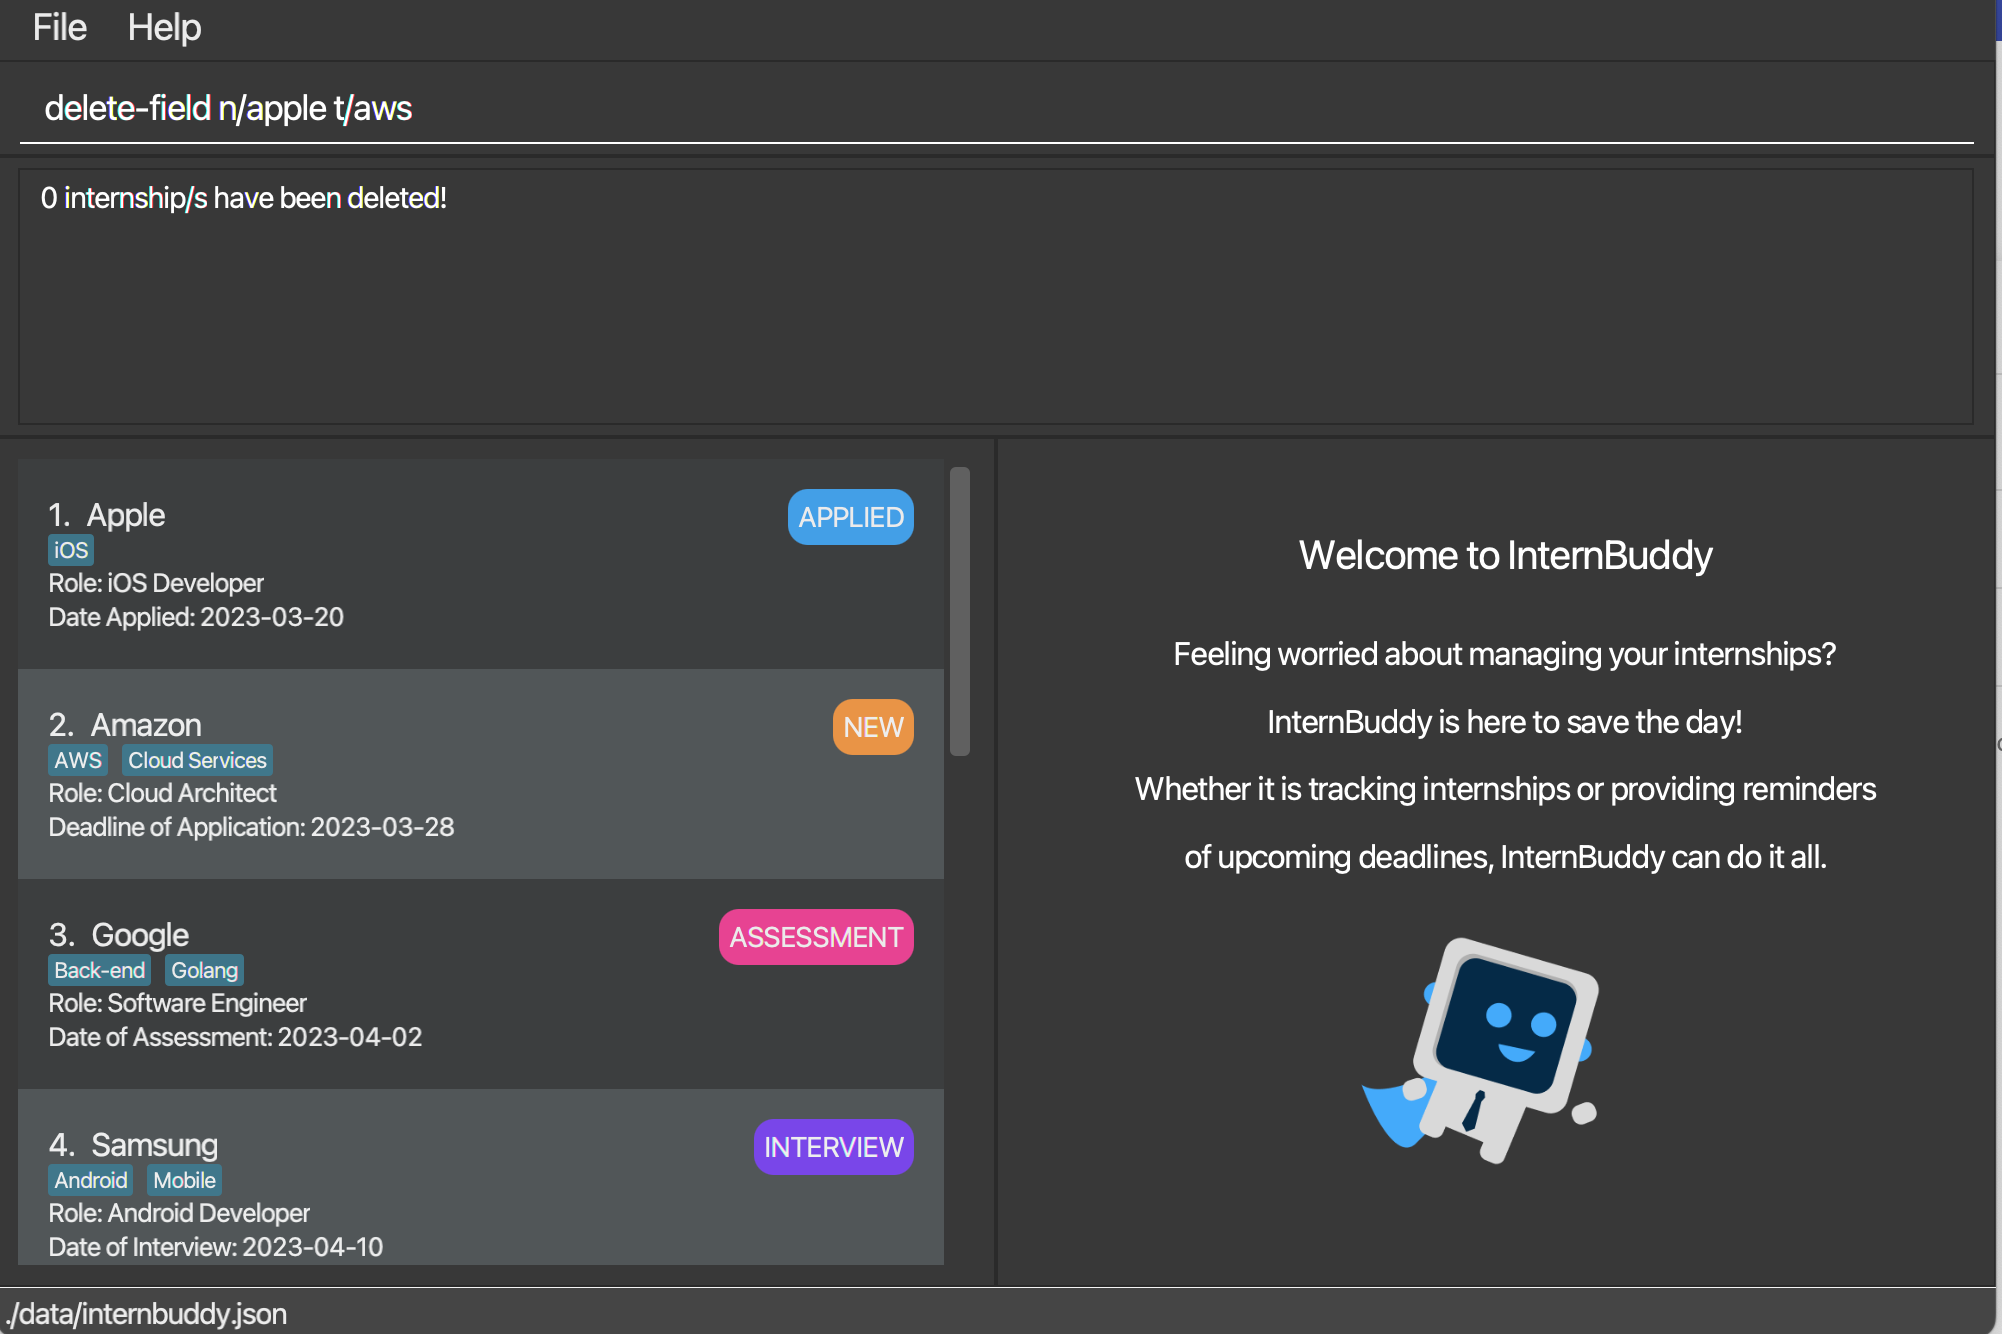 File Help
delete-field n/apple t/aws
0 internship/s have been deleted!
1. Apple
APPLIED
iOS
Role: iOS Developer
Date Applied: 2023-03-20
2. Amazon
NEW
AWS Cloud Services
Role: Cloud Architect
Deadline of Application: 2023-03-28
3. Google
ASSESSMENT
Back-end Golang
Role: Software Engineer
Date of Assessment: 2023-04-02
4. Samsung
INTERVIEW
Android Mobile
Role: Android Developer
Date of Interview: 2023-04-10
Welcome to InternBuddy
Feeling worried about managing your internships?
InternBuddy is here to save the day!
Whether it is tracking internships or providing reminders
of upcoming deadlines, InternBuddy can do it all.
./data/internbuddy.json